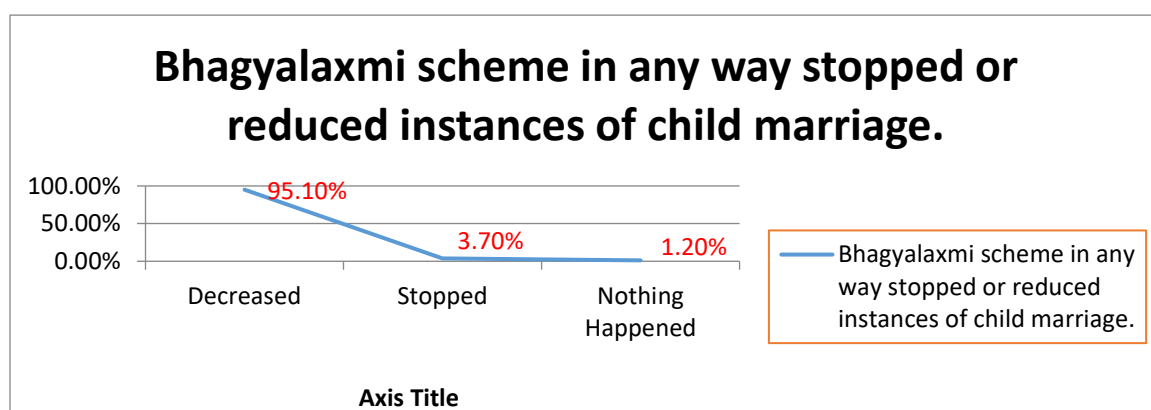 Bhagyalaxmi scheme in any way stopped or
reduced instances of child marriage.
100.00%
50.00%
0.00%
95.10%
3.70%
1.20%
Decreased
Stopped
Nothing
Happened
Axis Title
Bhagyalaxmi scheme in any
way stopped or reduced
instances of child marriage.